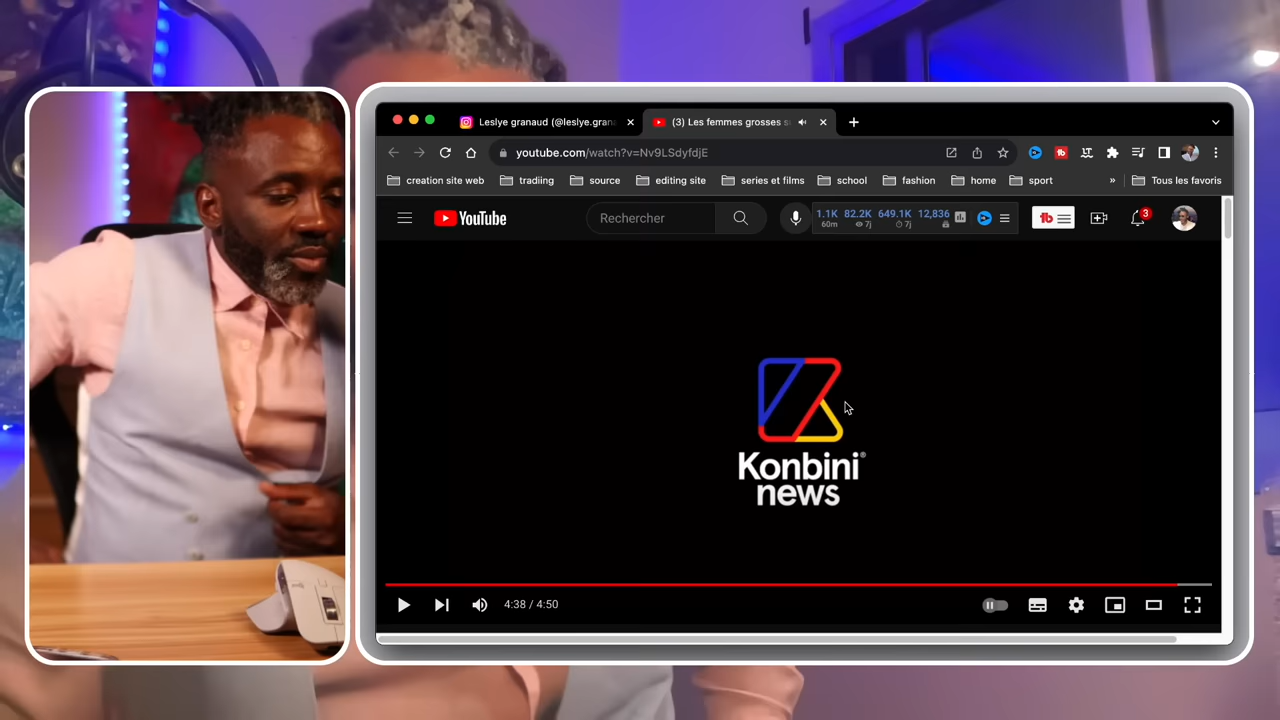 Leslye granaud (@leslye.gran
(3) Les femmes grosses s
youtube.com/watch?v=Nv9LSdyfdjE
creation site web
tradiing
source
editing site
series et films
school
fashion
home
sport
»
Tous les favoris
YouTube
Rechercher
1.1K 82.2K 649.1K 12,836
60m 7j 7j
tb
3
Konbini®
news
4:38 / 4:50